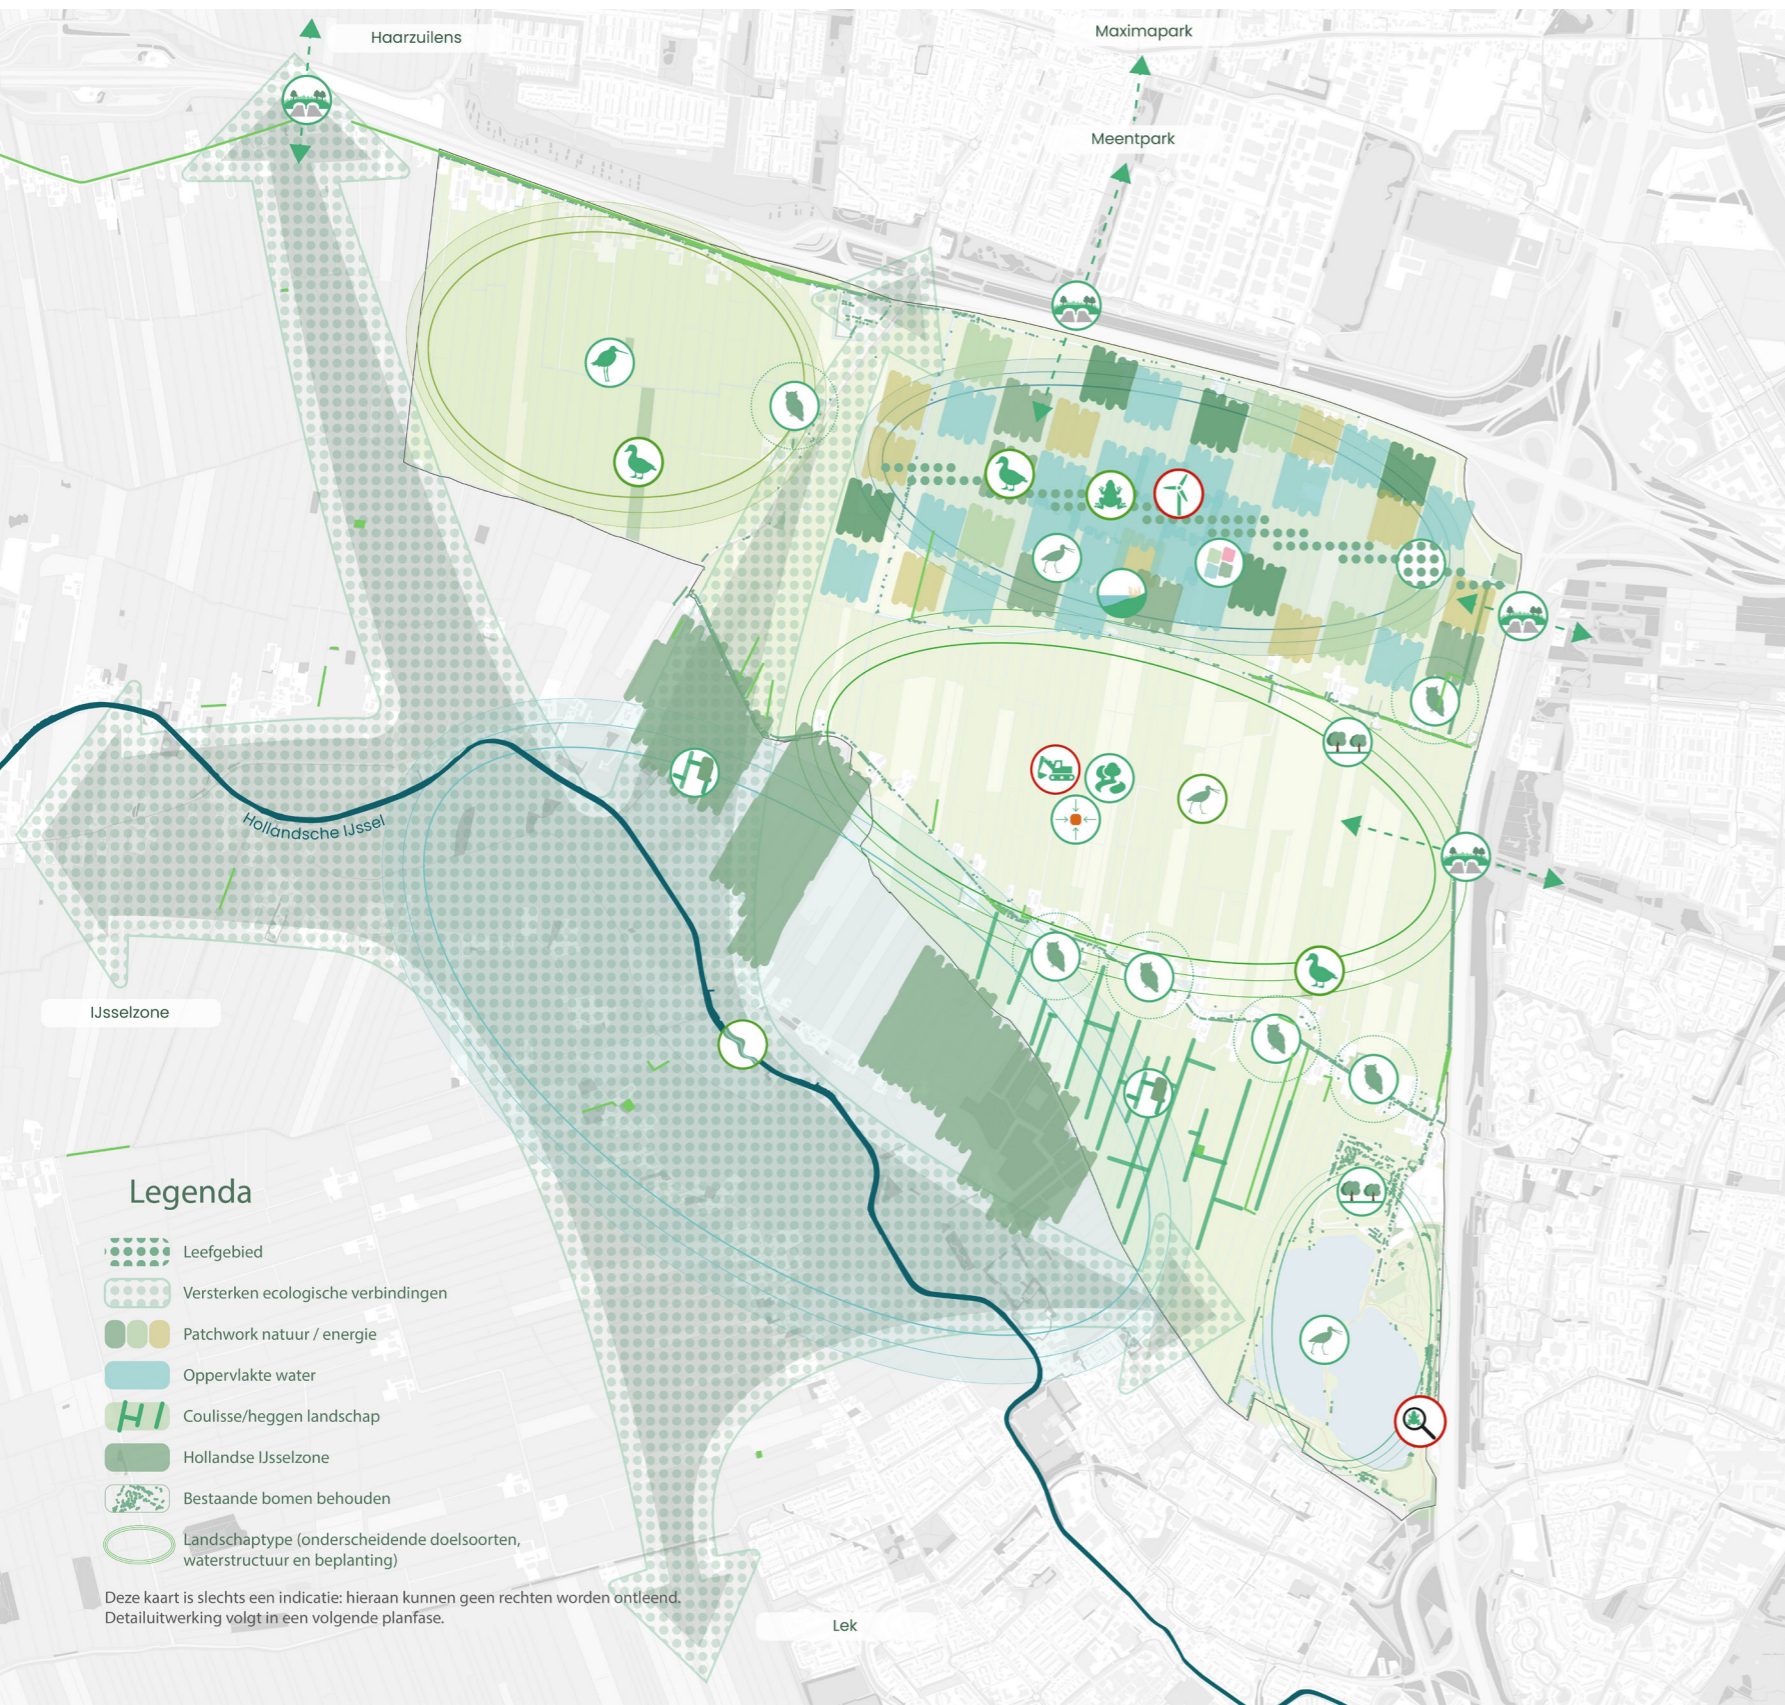 Haarzuilens
Maximapark
Meentpark
Hollandsche IJssel
IJsselzone
Legenda
Leefgebied
Versterken ecologische verbindingen
Patchwork natuur / energie
Oppervlakte water
Coulisse/heggen landschap
Hollandse IJsselzone
Bestaande bomen behouden
Landschaptype (onderscheidende doelsoorten,
waterstructuur en beplanting)
Deze kaart is slechts een indicatie: hieraan kunnen geen rechten worden ontleend.
Detailuitwerking volgt in een volgende planfase.
Lek